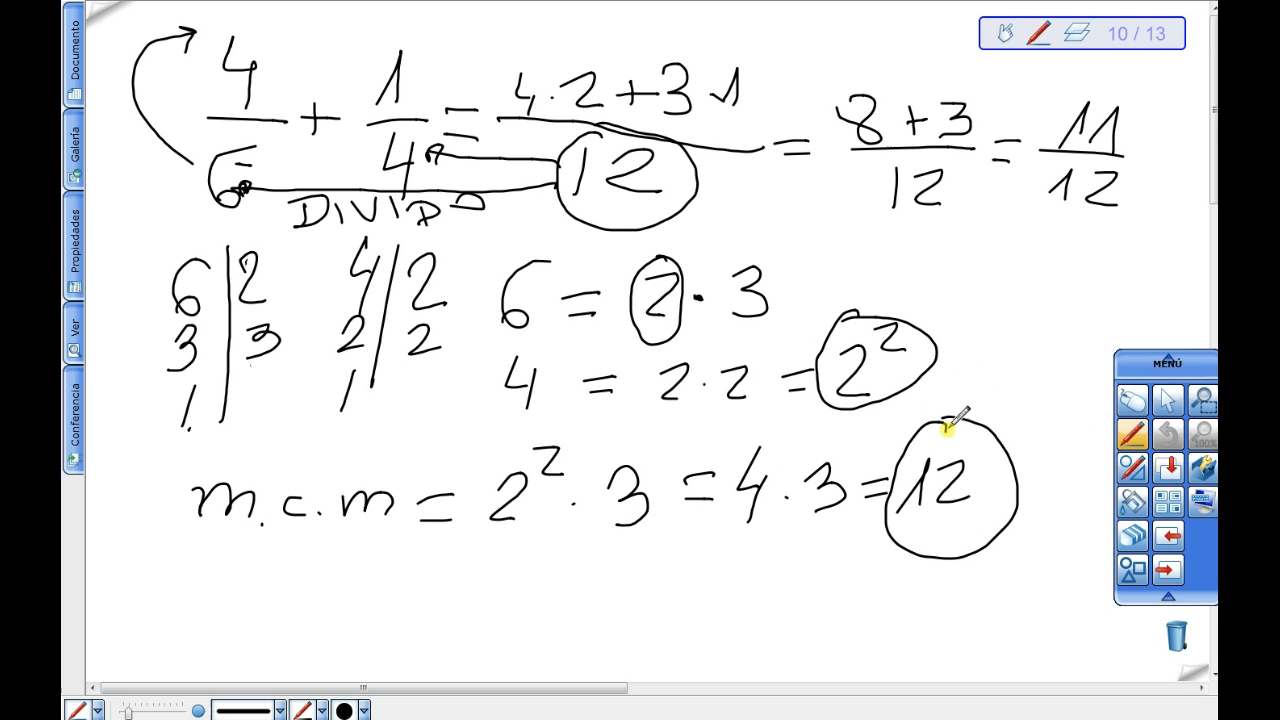 Documento
Galería
Propiedades
Ver
Conferencia
10 / 13
4/6 + 1/4 = 4·2+3 1/12 = 8+3/12 = 11/12
DIVIDO
6 | 2 4 | 2 6 = 2 · 3
3 | 3 2 | 2 4 = 2·2 = 2²
1 | 1 |
m.c.m = 2² · 3 = 4·3 = 12
MENÚ
100%